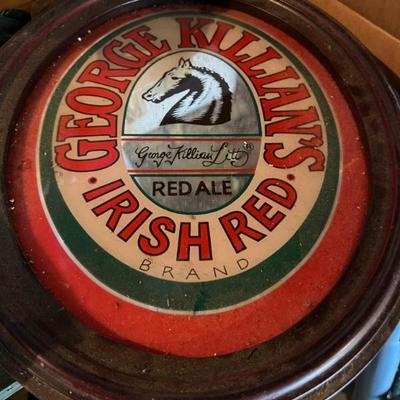 GEORGE KILLIAN'S
George Killian Lett ®
RED ALE
· IRISH RED ·
BRAND